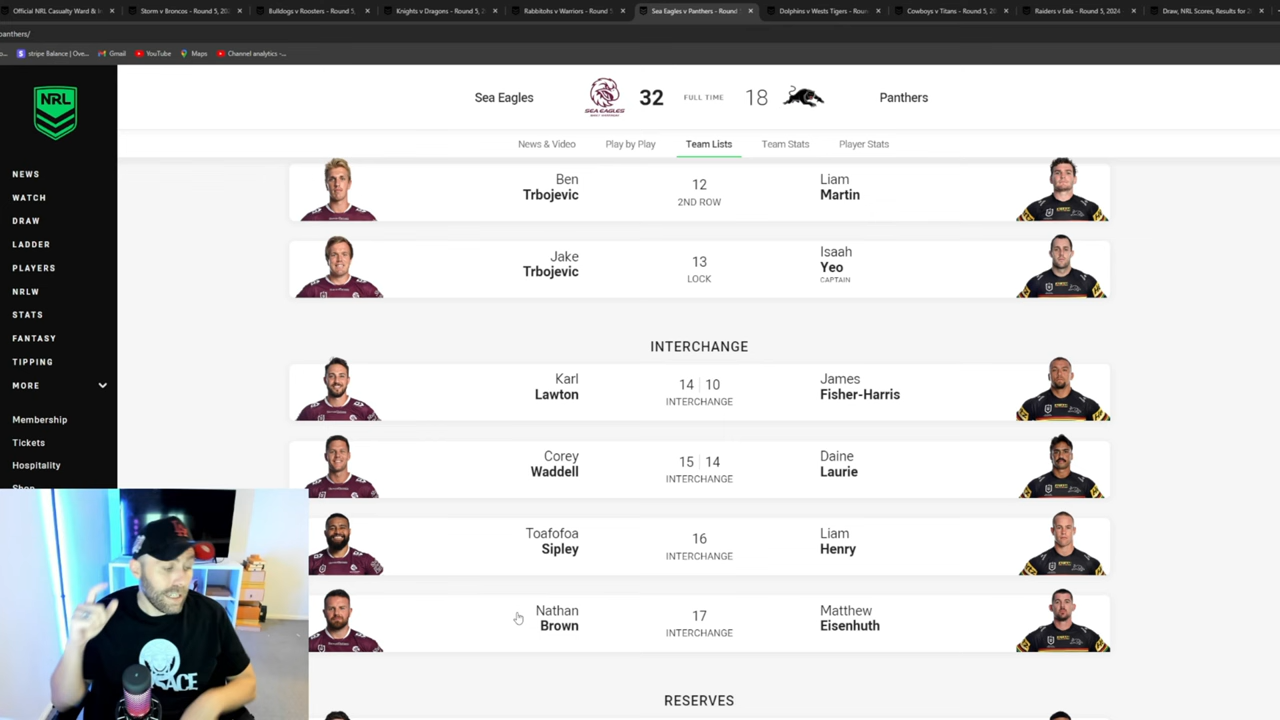 Official NRL Casualty Ward &
Storm v Broncos - Round 5, 202
Bulldogs v Roosters - Round 5,
Knights v Dragons - Round 5, 2
Rabbitohs v Warriors - Round 5
Sea Eagles v Panthers - Round
Dolphins v Wests Tigers - Roun
Cowboys v Titans - Round 5, 2
Raiders v Eels - Round 5, 2024
Draw, NRL Scores, Results for 2
panthers/
stripe Balance | Ove...
Gmail
YouTube
Maps
Channel analytics -...
NRL
Sea Eagles
SEA EAGLES
32
FULL TIME
18
Panthers
News & Video
Play by Play
Team Lists
Team Stats
Player Stats
NEWS
WATCH
DRAW
LADDER
PLAYERS
NRLW
STATS
FANTASY
TIPPING
MORE
Membership
Tickets
Hospitality
Shop
Ben
Trbojevic
12
2ND ROW
Liam
Martin
Jake
Trbojevic
13
LOCK
Isaah
Yeo
CAPTAIN
INTERCHANGE
Karl
Lawton
14 | 10
INTERCHANGE
James
Fisher-Harris
Corey
Waddell
15 | 14
INTERCHANGE
Daine
Laurie
Toafofoa
Sipley
16
INTERCHANGE
Liam
Henry
Nathan
Brown
17
INTERCHANGE
Matthew
Eisenhuth
RESERVES